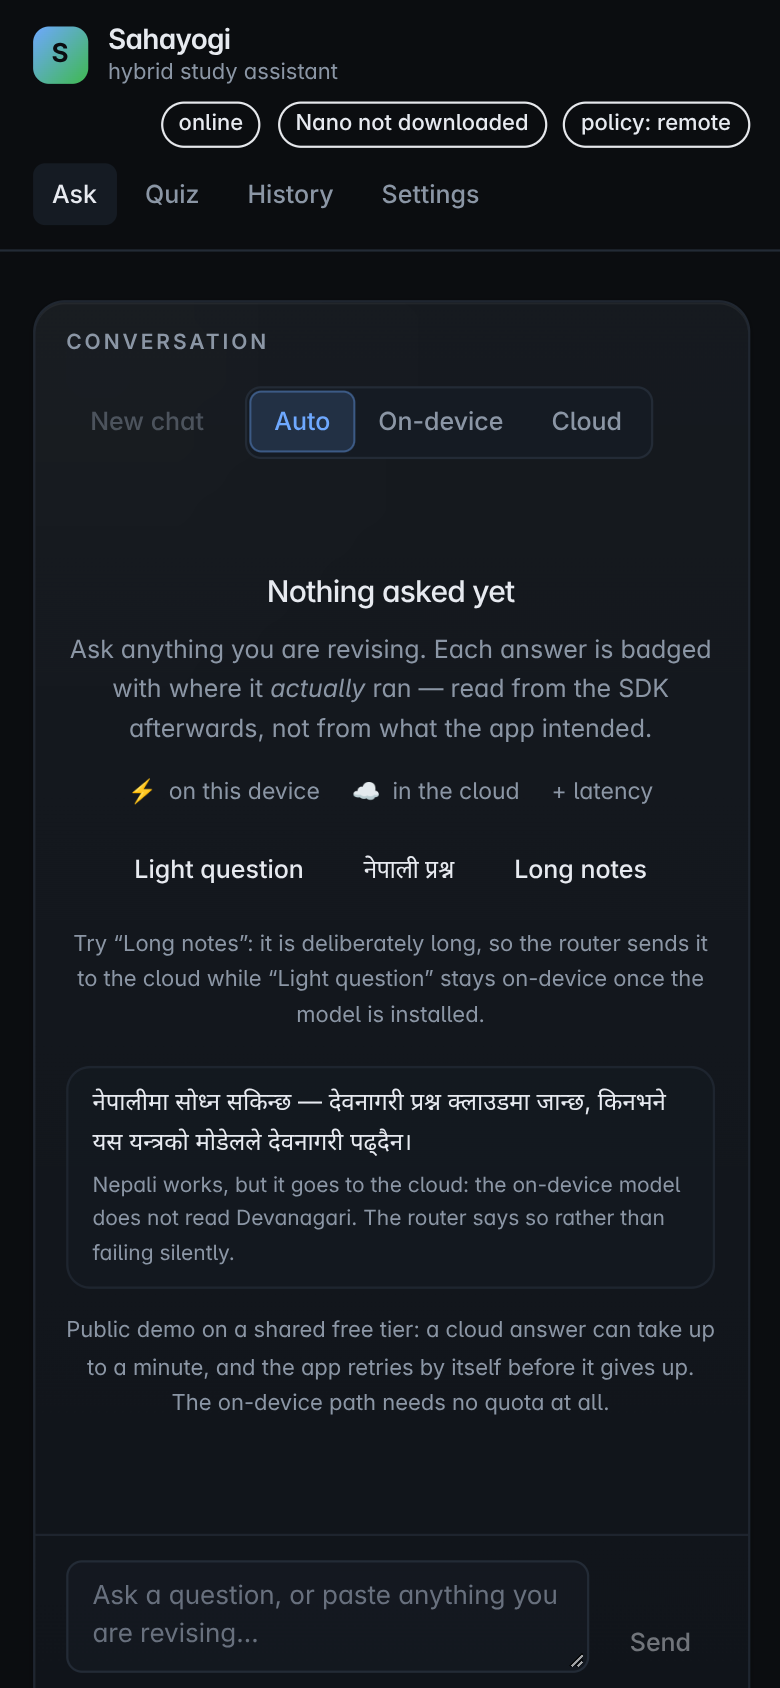 S
Sahayogi
hybrid study assistant
online
Nano not downloaded
policy: remote
Ask
Quiz
History
Settings
CONVERSATION
New chat
Auto
On-device
Cloud
Nothing asked yet
Ask anything you are revising. Each answer is badged
with where it actually ran — read from the SDK
afterwards, not from what the app intended.
⚡ on this device
☁️ in the cloud
+ latency
Light question
नेपाली प्रश्न
Long notes
Try “Long notes”: it is deliberately long, so the router sends it
to the cloud while “Light question” stays on-device once the
model is installed.
नेपालीमा सोध्न सकिन्छ — देवनागरी प्रश्न क्लाउडमा जान्छ, किनभने
यस यन्त्रको मोडेलले देवनागरी पढ्दैन।
Nepali works, but it goes to the cloud: the on-device model
does not read Devanagari. The router says so rather than
failing silently.
Public demo on a shared free tier: a cloud answer can take up
to a minute, and the app retries by itself before it gives up.
The on-device path needs no quota at all.
Ask a question, or paste anything you
are revising…
Send